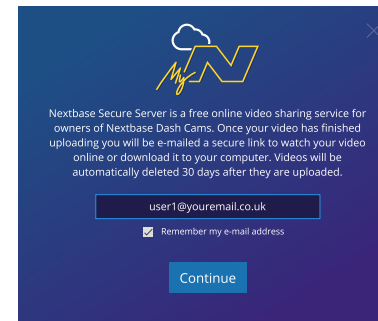 My N
Nextbase Secure Server is a free online video sharing service for
owners of Nextbase Dash Cams. Once your video has finished
uploading you will be e-mailed a secure link to watch your video
online or download it to your computer. Videos will be
automatically deleted 30 days after they are uploaded.
user1@youremail.co.uk
Remember my e-mail address
Continue